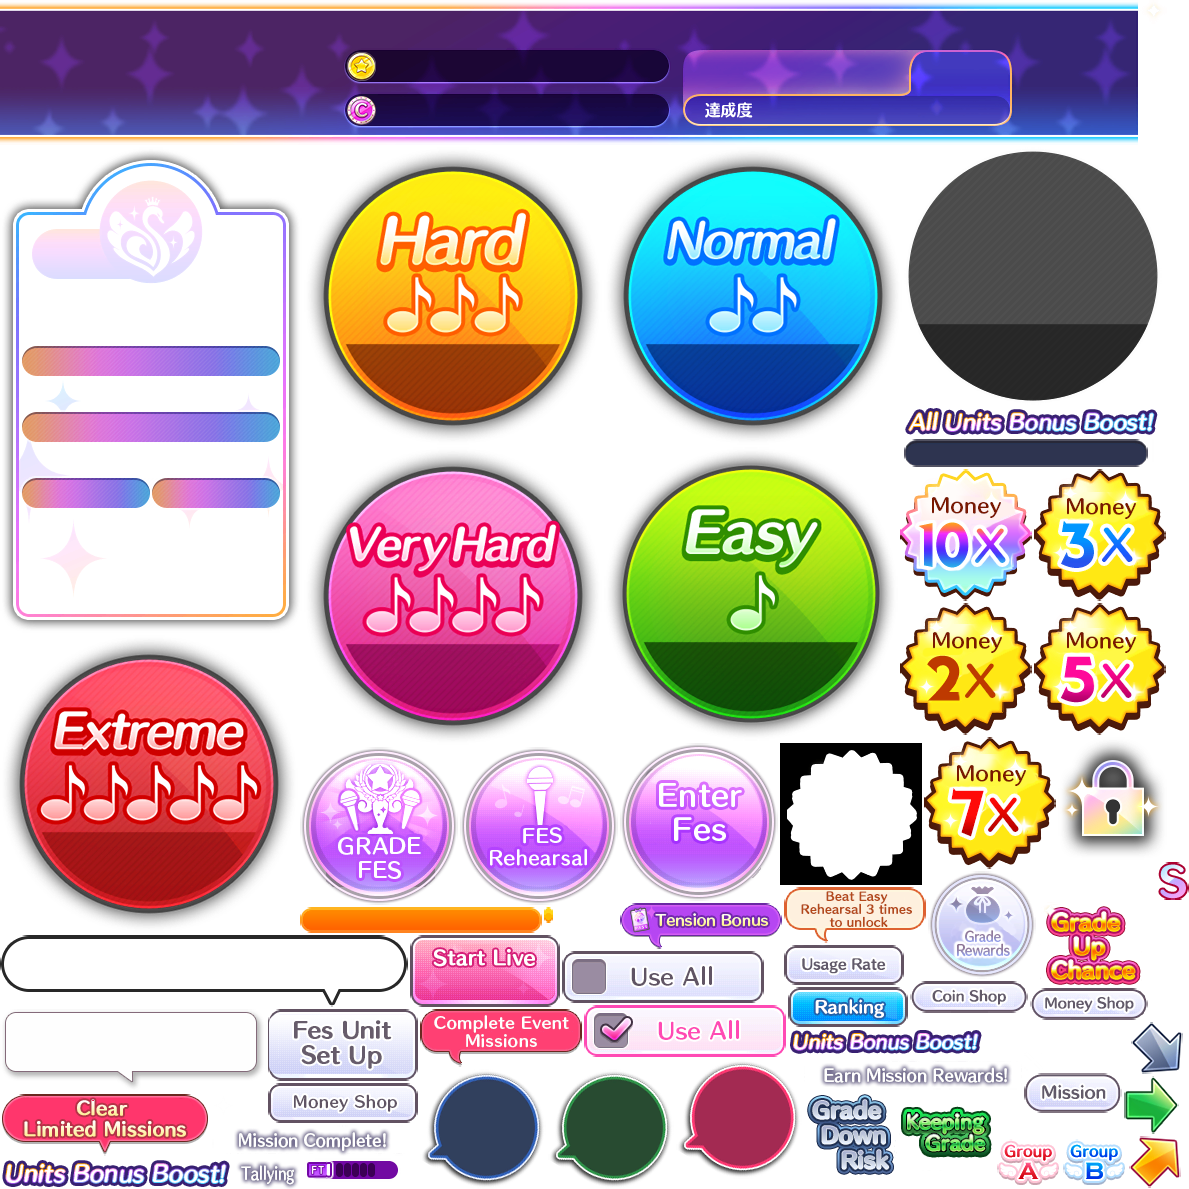 C
達成度
Hard
Normal
All Units Bonus Boost!
Money
10X
Money
3X
Very Hard
Easy
Money
2X
Money
5X
Extreme
GRADE
FES
FES
Rehearsal
Enter
Fes
Money
7X
S
Tension Bonus
Beat Easy
Rehearsal 3 times
to unlock
Grade
Rewards
Grade
Up
Chance
Start Live
Use All
Usage Rate
Ranking
Coin Shop
Money Shop
Fes Unit
Set Up
Complete Event
Missions
Use All
Units Bonus Boost!
Earn Mission Rewards!
Mission
Money Shop
Clear
Limited Missions
Mission Complete!
Grade
Down
Risk
Keeping
Grade
Group
A
Group
B
Units Bonus Boost!
Tallying
FT